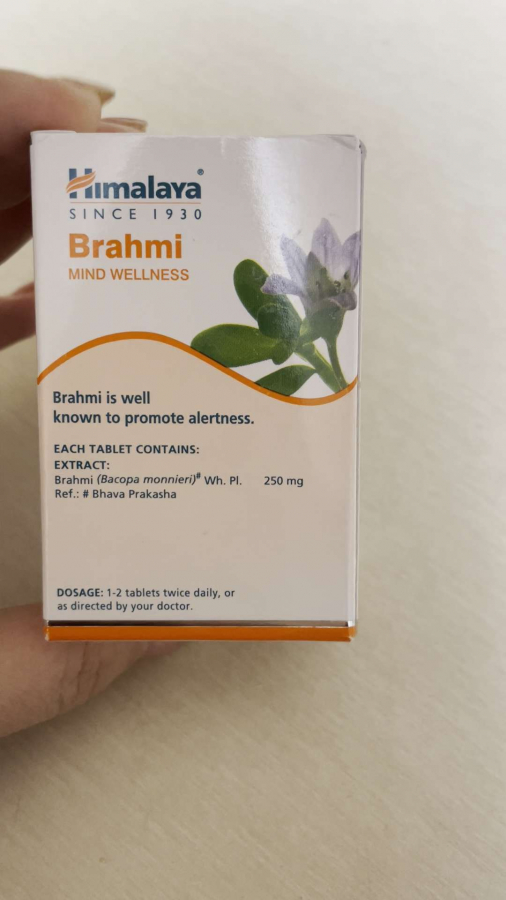 Himalaya®
SINCE 1930
Brahmi
MIND WELLNESS
Brahmi is well
known to promote alertness.
EACH TABLET CONTAINS:
EXTRACT:
Brahmi (Bacopa monnieri)# Wh. Pl. 250 mg
Ref.: # Bhava Prakasha
DOSAGE: 1-2 tablets twice daily, or
as directed by your doctor.